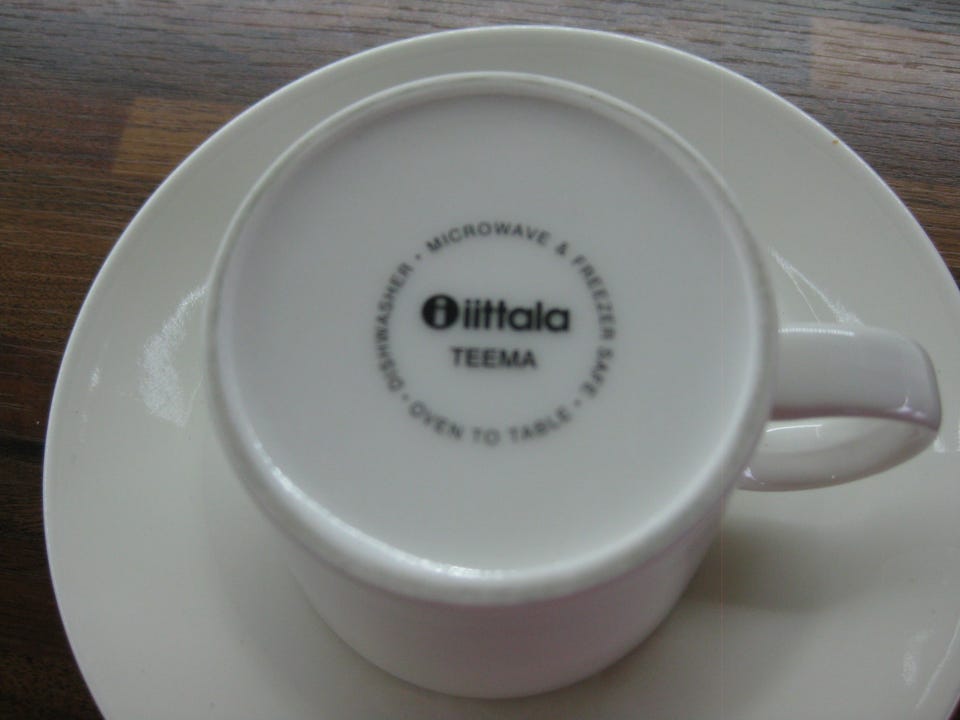 DISHWASHER • MICROWAVE & FREEZER SAFE • OVEN TO TABLE •
i iittala
TEEMA